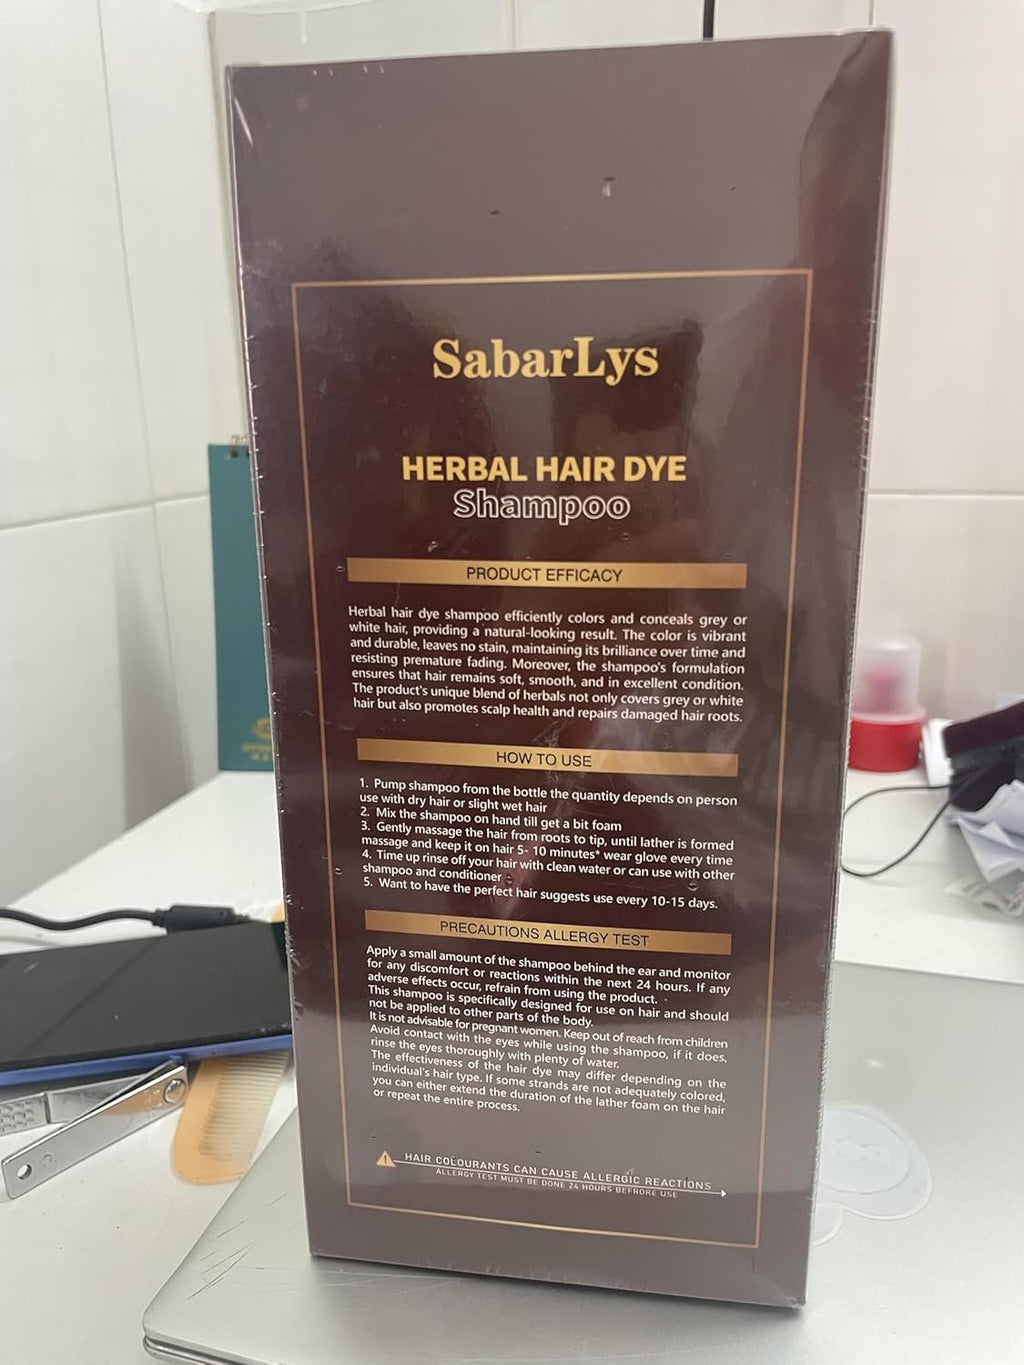 SabarLys
HERBAL HAIR DYE
Shampoo
PRODUCT EFFICACY
Herbal hair dye shampoo efficiently colors and conceals grey or
white hair, providing a natural-looking result. The color is vibrant
and durable, leaves no stain, maintaining its brilliance over time and
resisting premature fading. Moreover, the shampoo's formulation
ensures that hair remains soft, smooth, and in excellent condition.
The product's unique blend of herbals not only covers grey or white
hair but also promotes scalp health and repairs damaged hair roots.
HOW TO USE
1. Pump shampoo from the bottle the quantity depends on person
use with dry hair or slight wet hair
2. Mix the shampoo on hand till get a bit foam
3. Gently massage the hair from roots to tip, until lather is formed
massage and keep it on hair 5- 10 minutes* wear glove every time
4. Time up rinse off your hair with clean water or can use with other
shampoo and conditioner
5. Want to have the perfect hair suggests use every 10-15 days.
PRECAUTIONS ALLERGY TEST
Apply a small amount of the shampoo behind the ear and monitor
for any discomfort or reactions within the next 24 hours. If any
adverse effects occur, refrain from using the product.
This shampoo is specifically designed for use on hair and should
not be applied to other parts of the body.
It is not advisable for pregnant women. Keep out of reach from children
Avoid contact with the eyes while using the shampoo, if it does,
rinse the eyes thoroughly with plenty of water.
The effectiveness of the hair dye may differ depending on the
individual's hair type. If some strands are not adequately colored,
you can either extend the duration of the lather foam on the hair
or repeat the entire process.
HAIR COLOURANTS CAN CAUSE ALLERGIC REACTIONS
ALLERGY TEST MUST BE DONE 24 HOURS BEFRORE USE